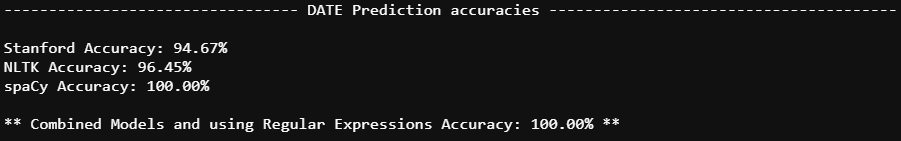 --------------------------------- DATE Prediction accuracies ---------------------------------------
Stanford Accuracy: 94.67%
NLTK Accuracy: 96.45%
spaCy Accuracy: 100.00%
** Combined Models and using Regular Expressions Accuracy: 100.00% **